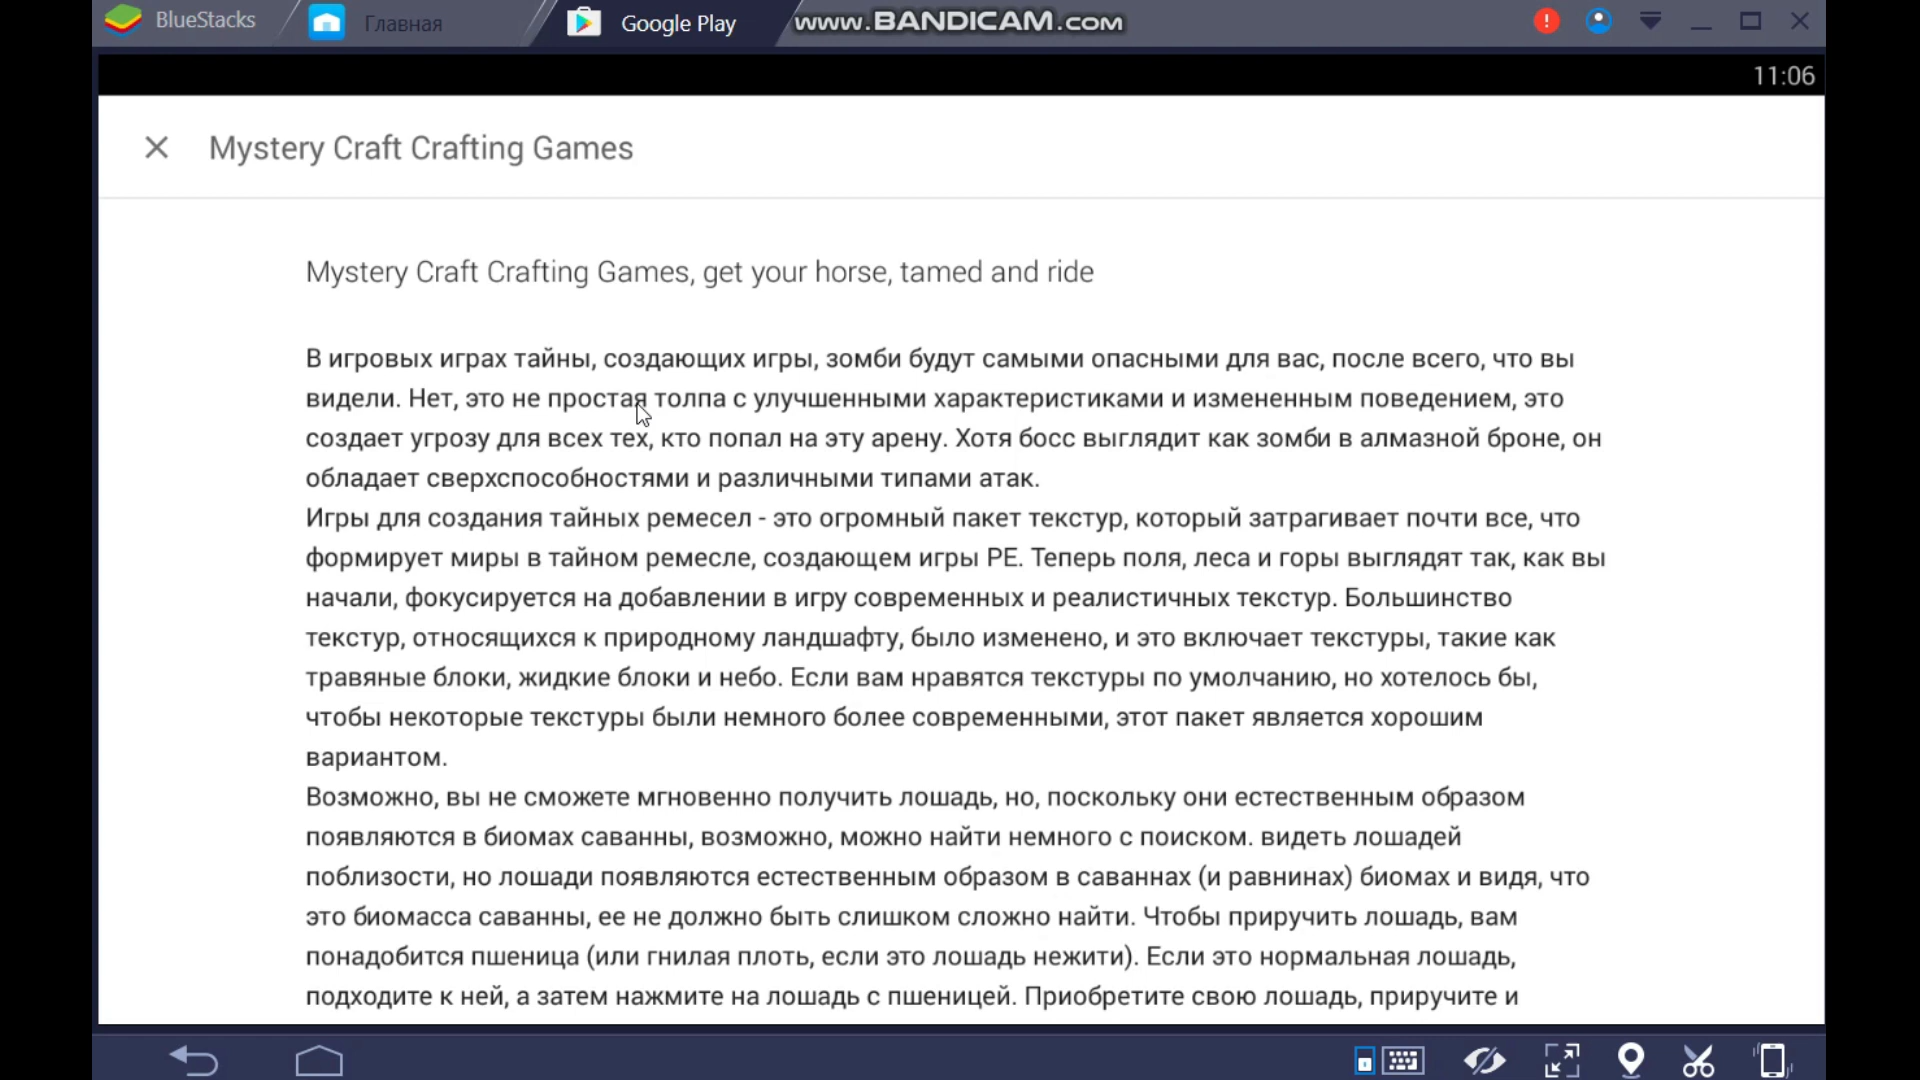 BlueStacks
Главная
Google Play
www.BANDICAM.com
11:06
Mystery Craft Crafting Games
Mystery Craft Crafting Games, get your horse, tamed and ride
В игровых играх тайны, создающих игры, зомби будут самыми опасными для вас, после всего, что вы
видели. Нет, это не простая толпа с улучшенными характеристиками и измененным поведением, это
создает угрозу для всех тех, кто попал на эту арену. Хотя босс выглядит как зомби в алмазной броне, он
обладает сверхспособностями и различными типами атак.
Игры для создания тайных ремесел - это огромный пакет текстур, который затрагивает почти все, что
формирует миры в тайном ремесле, создающем игры PE. Теперь поля, леса и горы выглядят так, как вы
начали, фокусируется на добавлении в игру современных и реалистичных текстур. Большинство
текстур, относящихся к природному ландшафту, было изменено, и это включает текстуры, такие как
травяные блоки, жидкие блоки и небо. Если вам нравятся текстуры по умолчанию, но хотелось бы,
чтобы некоторые текстуры были немного более современными, этот пакет является хорошим
вариантом.
Возможно, вы не сможете мгновенно получить лошадь, но, поскольку они естественным образом
появляются в биомах саванны, возможно, можно найти немного с поиском. видеть лошадей
поблизости, но лошади появляются естественным образом в саваннах (и равнинах) биомах и видя, что
это биомасса саванны, ее не должно быть слишком сложно найти. Чтобы приручить лошадь, вам
понадобится пшеница (или гнилая плоть, если это лошадь нежити). Если это нормальная лошадь,
подходите к ней, а затем нажмите на лошадь с пшеницей. Приобретите свою лошадь, приручите и